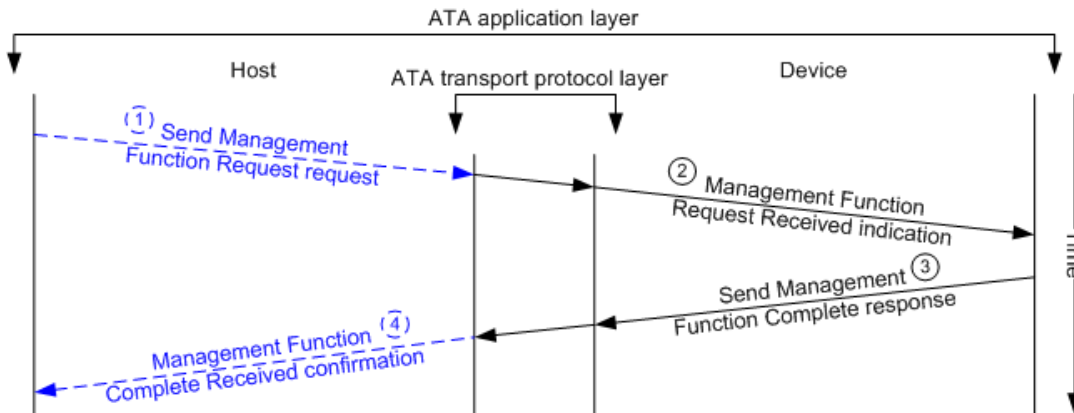 ATA application layer
Host
Device
ATA transport protocol layer
1 Send Management
Function Request request
2 Management Function
Request Received indication
Time
Send Management 3
Function Complete response
Management Function 4
Complete Received confirmation